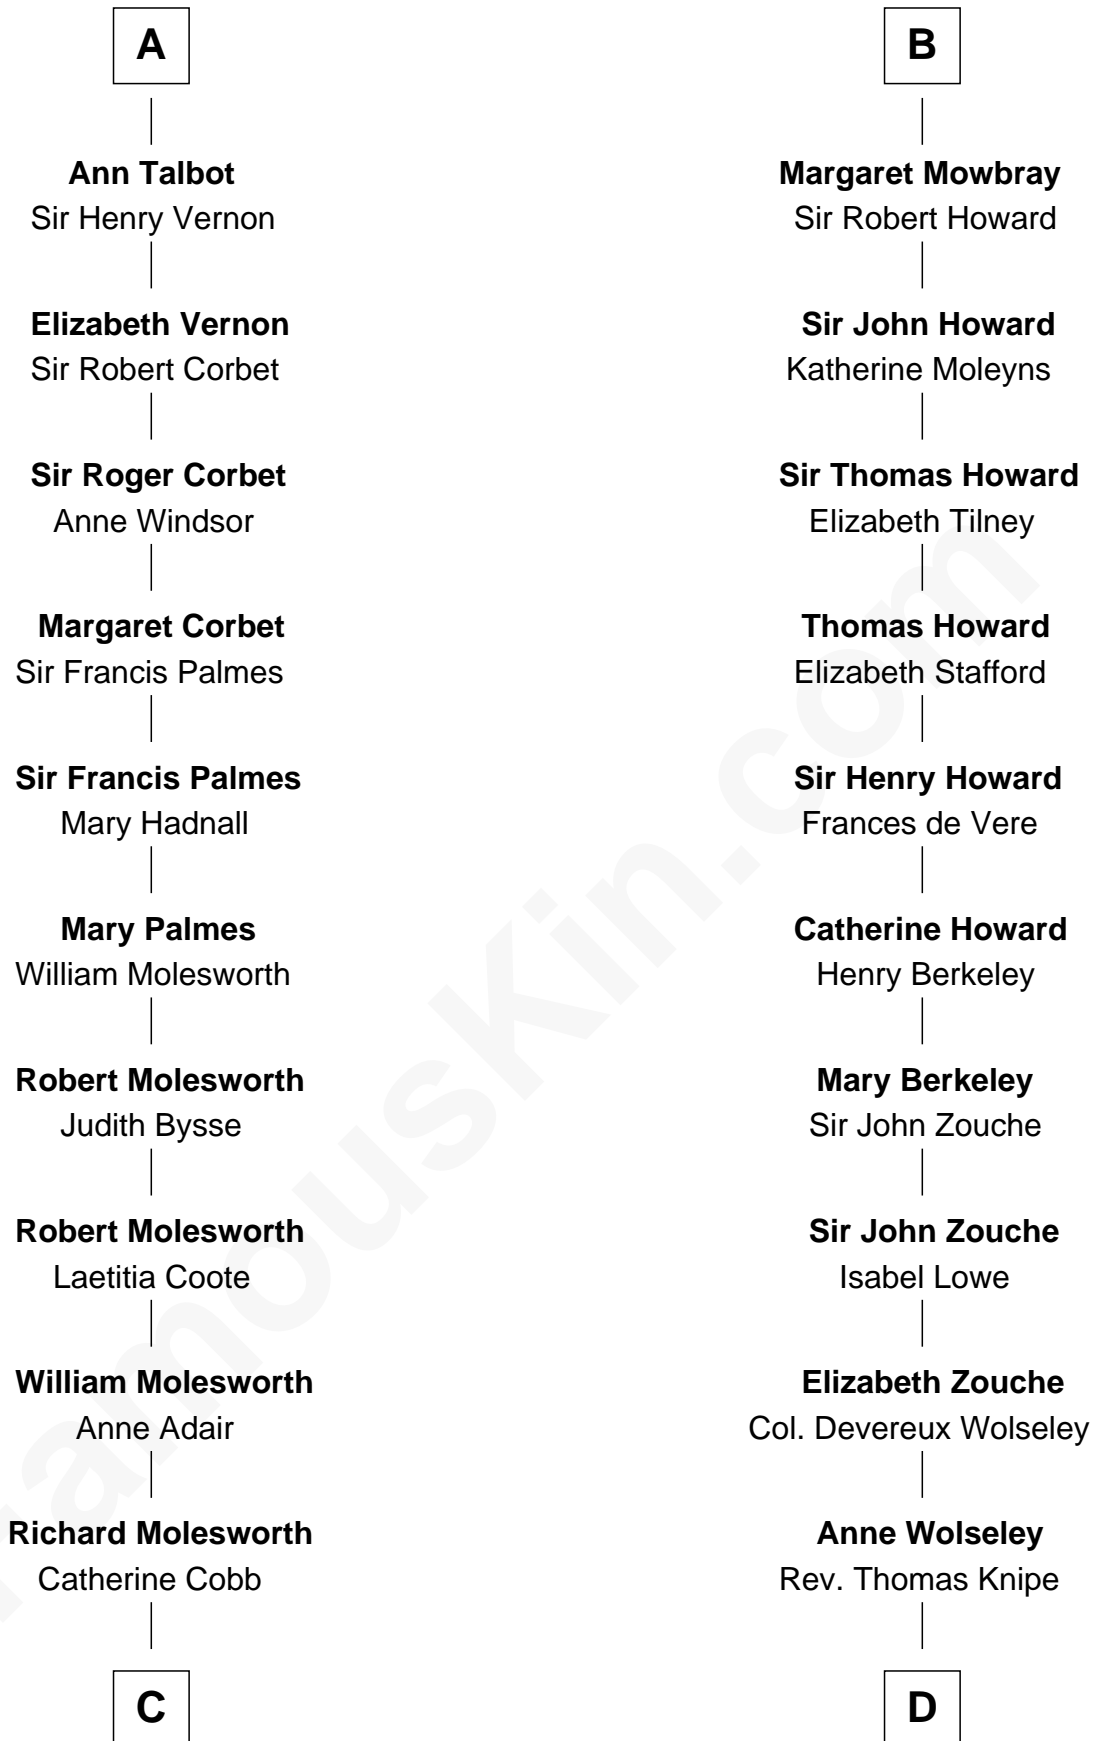 A
Ann Talbot
Sir Henry Vernon
Elizabeth Vernon
Sir Robert Corbet
Sir Roger Corbet
Anne Windsor
Margaret Corbet
Sir Francis Palmes
Sir Francis Palmes
Mary Hadnall
Mary Palmes
William Molesworth
Robert Molesworth
Judith Bysse
Robert Molesworth
Laetitia Coote
William Molesworth
Anne Adair
Richard Molesworth
Catherine Cobb
C
B
Margaret Mowbray
Sir Robert Howard
Sir John Howard
Katherine Moleyns
Sir Thomas Howard
Elizabeth Tilney
Thomas Howard
Elizabeth Stafford
Sir Henry Howard
Frances de Vere
Catherine Howard
Henry Berkeley
Mary Berkeley
Sir John Zouche
Sir John Zouche
Isabel Lowe
Elizabeth Zouche
Col. Devereux Wolseley
Anne Wolseley
Rev. Thomas Knipe
D
FamousKin.com